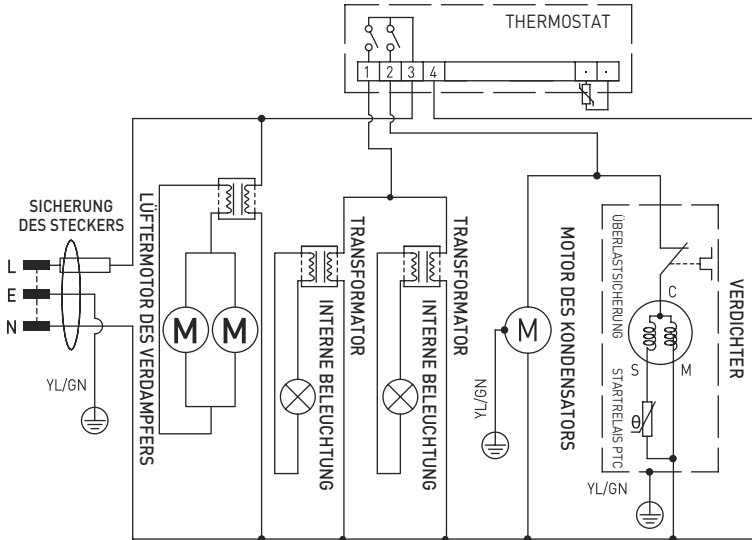 THERMOSTAT
1 2 3 4 · ·
SICHERUNG
DES STECKERS
L
E
N
YL/GN
LÜFTERMOTOR DES VERDAMPFERS
M M
INTERNE BELEUCHTUNG
TRANSFORMATOR
INTERNE BELEUCHTUNG
TRANSFORMATOR
M
YL/GN
MOTOR DES KONDENSATORS
ÜBERLASTSICHERUNG
C
S M
STARTRELAIS PTC
θ
YL/GN
VERDICHTER